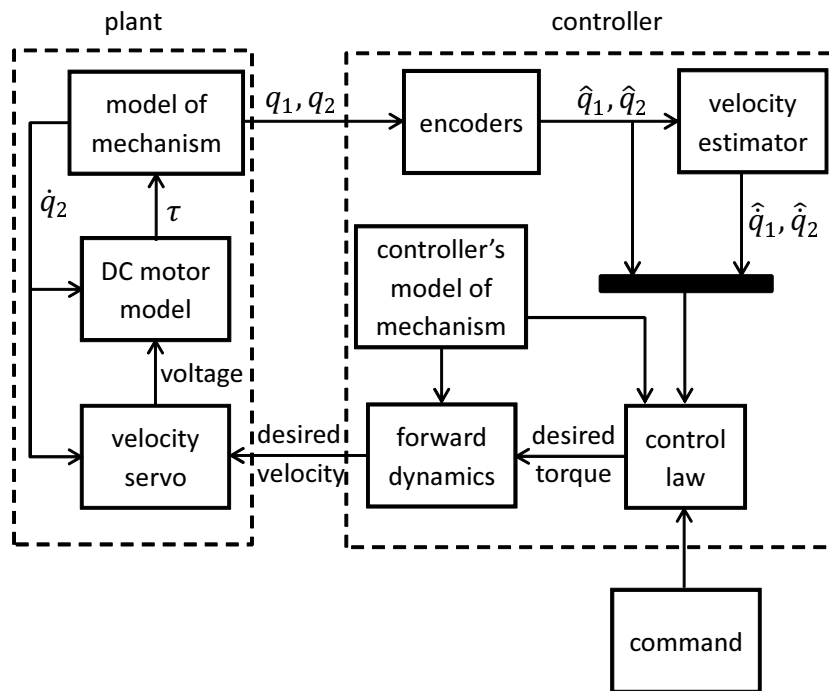 plant
controller
model of
mechanism
q₁, q₂
encoders
q̂₁, q̂₂
velocity
estimator
q̇₂
τ
q̇̂₁, q̇̂₂
DC motor
model
controller’s
model of
mechanism
voltage
velocity
servo
desired
velocity
forward
dynamics
desired
torque
control
law
command